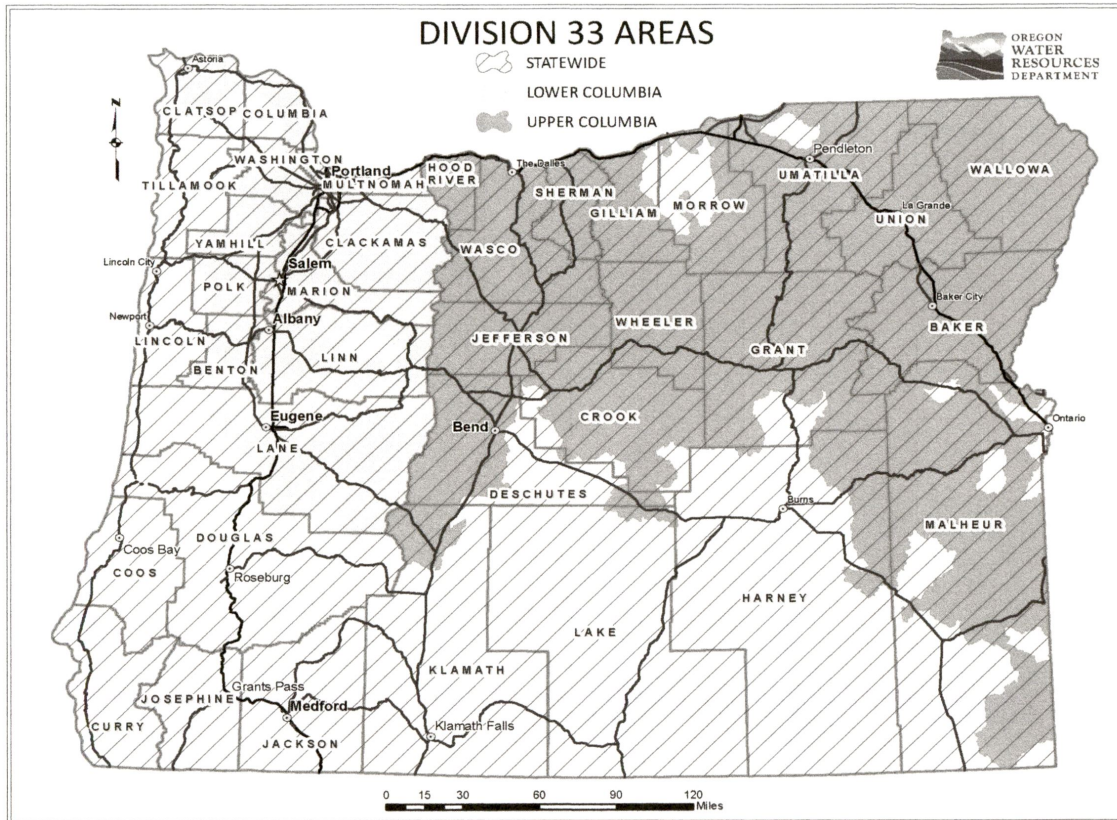 DIVISION 33 AREAS
STATEWIDE
LOWER COLUMBIA
UPPER COLUMBIA
OREGON
WATER
RESOURCES
DEPARTMENT
N
Astoria
CLATSOP
COLUMBIA
WASHINGTON
Portland
MULTNOMAH
HOOD
RIVER
The Dalles
Pendleton
UMATILLA
WALLOWA
TILLAMOOK
SHERMAN
GILLIAM
MORROW
La Grande
UNION
YAMHILL
CLACKAMAS
WASCO
Lincoln City
Salem
POLK
MARION
Baker City
Newport
Albany
WHEELER
BAKER
LINCOLN
JEFFERSON
LINN
GRANT
BENTON
Eugene
CROOK
Bend
Ontario
LANE
DESCHUTES
Burns
MALHEUR
Coos Bay
DOUGLAS
COOS
Roseburg
HARNEY
LAKE
KLAMATH
Grants Pass
JOSEPHINE
Medford
CURRY
Klamath Falls
JACKSON
0 15 30 60 90 120
Miles